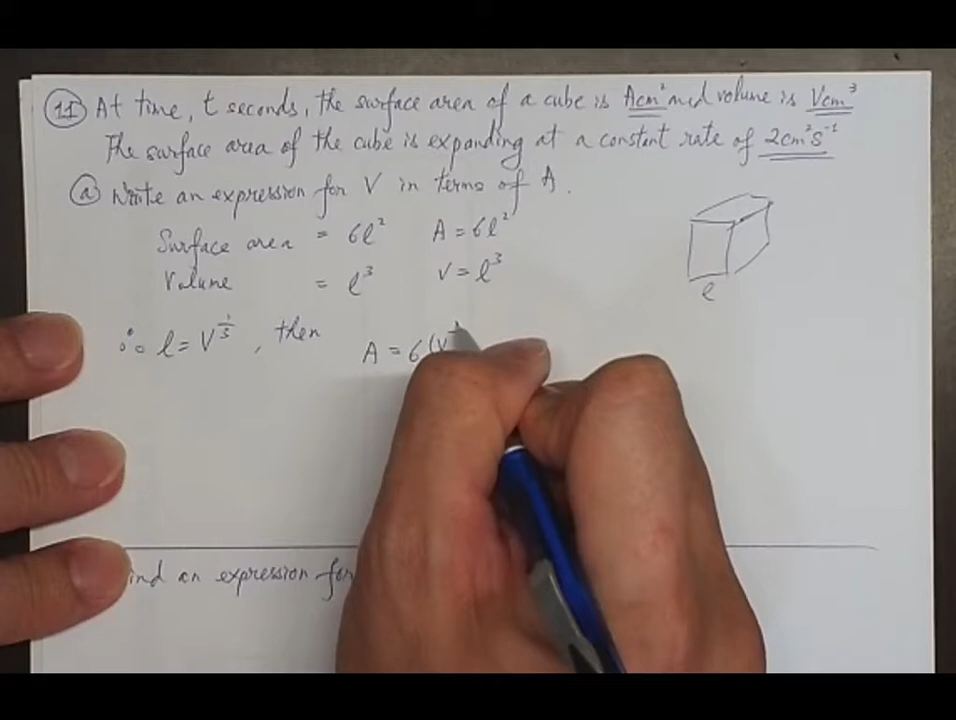 11 At time, t seconds, the surface area of a cube is Acm² and volume is Vcm³
The surface area of the cube is expanding at a constant rate of 2cm²s⁻¹
a Write an expression for V in terms of A.
Surface area = 6l² A = 6l²
Volume = l³ V = l³
l
∴ l = V^(1/3), then A = 6(V
ind an expression for